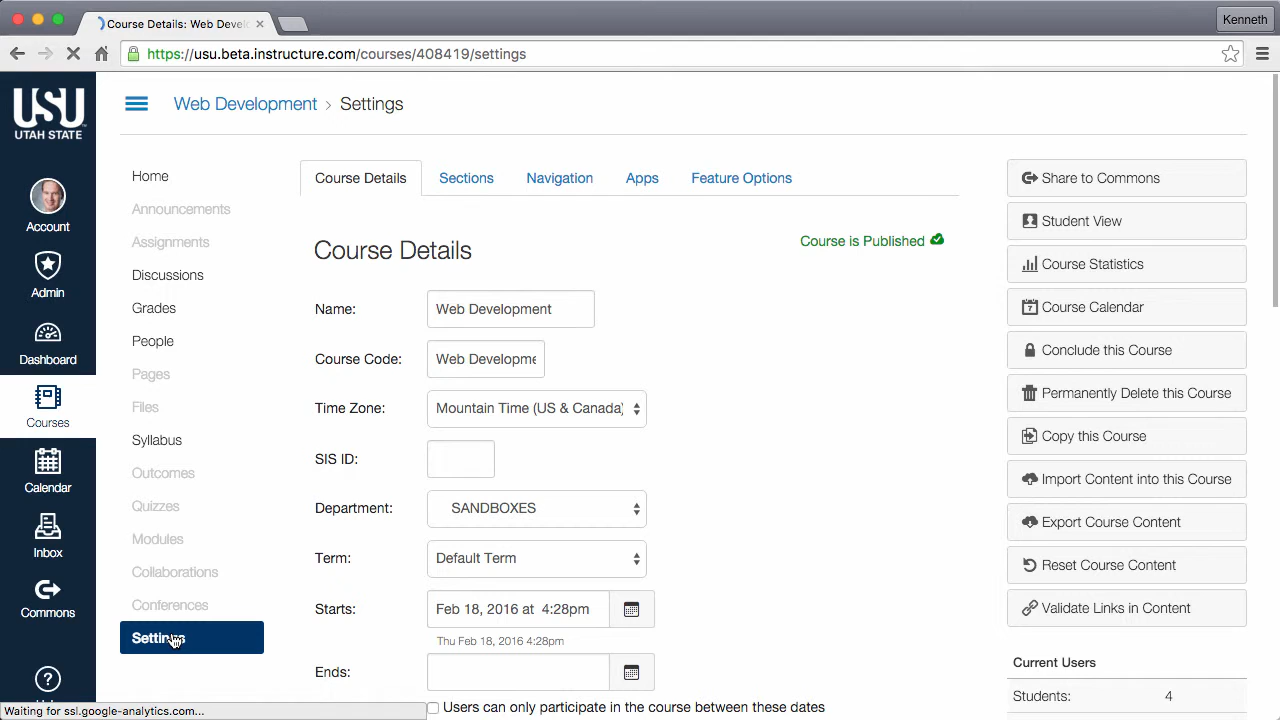 Course Details: Web Devel
Kenneth
https://usu.beta.instructure.com/courses/408419/settings
USU
UTAH STATE
Account
Admin
Dashboard
Courses
Calendar
Inbox
Commons
Web Development > Settings
Home
Announcements
Assignments
Discussions
Grades
People
Pages
Files
Syllabus
Outcomes
Quizzes
Modules
Collaborations
Conferences
Settings
Course Details
Sections
Navigation
Apps
Feature Options
Course Details
Course is Published
Name: Web Development
Course Code: Web Developme
Time Zone: Mountain Time (US & Canada)
SIS ID:
Department: SANDBOXES
Term: Default Term
Starts: Feb 18, 2016 at 4:28pm
Thu Feb 18, 2016 4:28pm
Ends:
Users can only participate in the course between these dates
Share to Commons
Student View
Course Statistics
7 Course Calendar
Conclude this Course
Permanently Delete this Course
Copy this Course
Import Content into this Course
Export Course Content
Reset Course Content
Validate Links in Content
Current Users
Students: 4
Waiting for ssl.google-analytics.com...